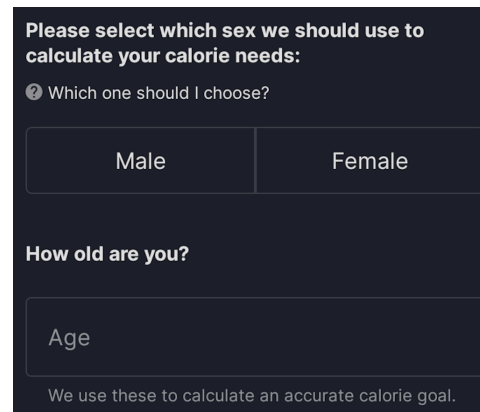 Please select which sex we should use to
calculate your calorie needs:
? Which one should I choose?
Male Female
How old are you?
Age
We use these to calculate an accurate calorie goal.